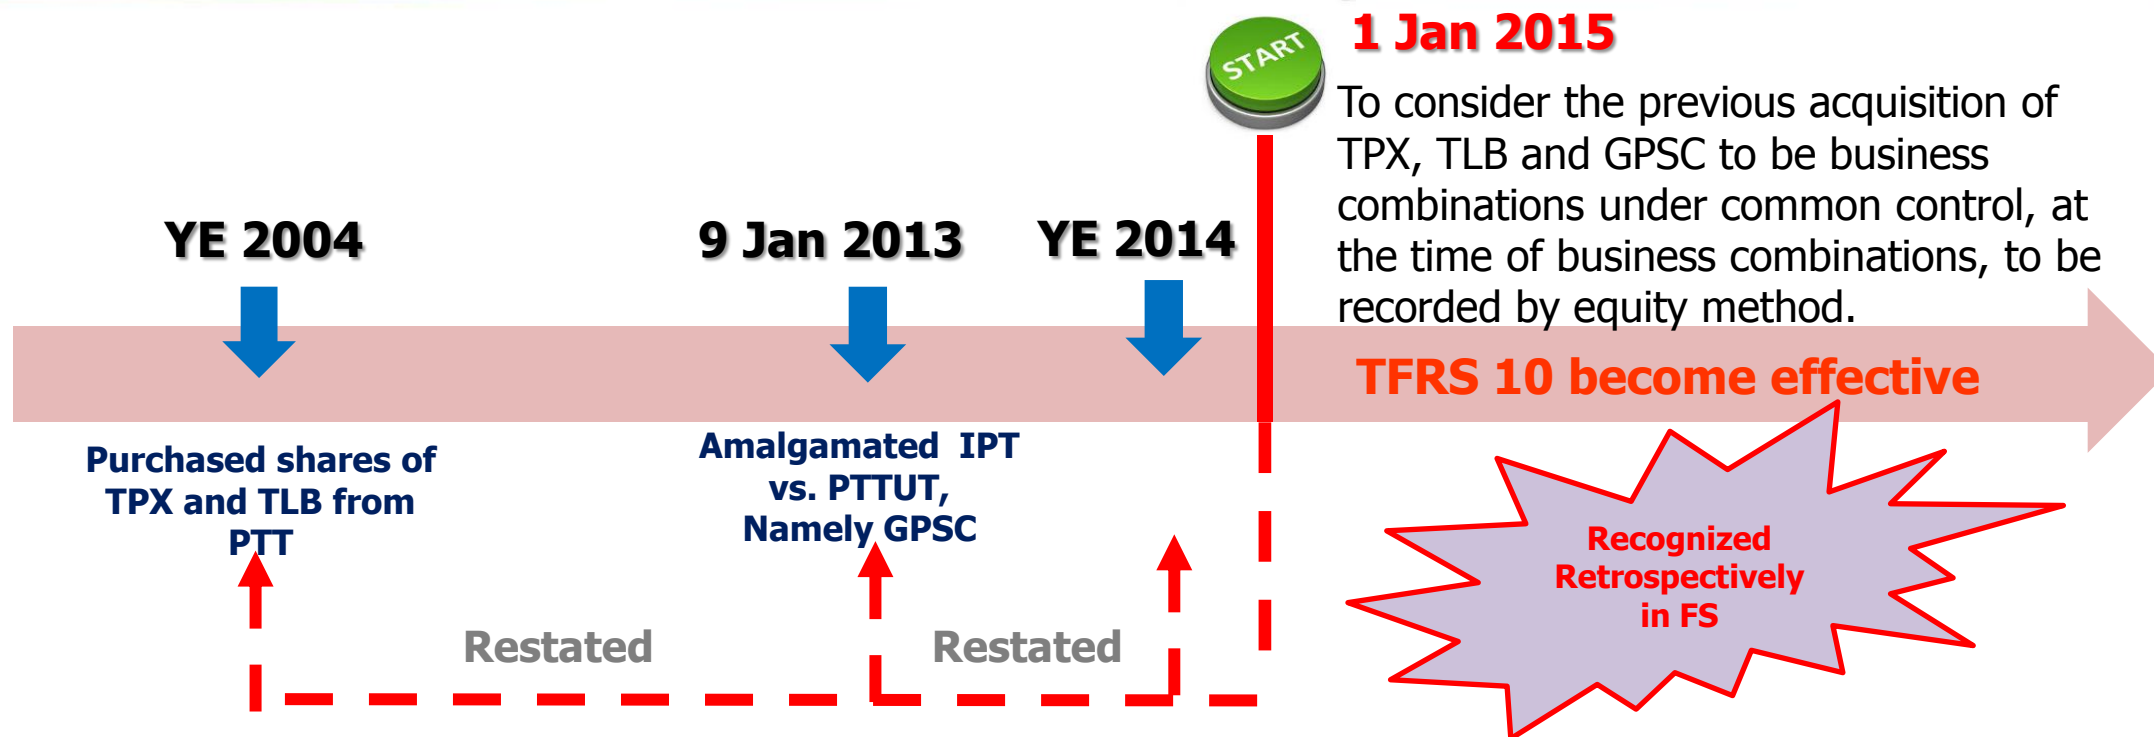 START
1 Jan 2015
To consider the previous acquisition of
TPX, TLB and GPSC to be business
combinations under common control, at
the time of business combinations, to be
recorded by equity method.
YE 2004
9 Jan 2013
YE 2014
TFRS 10 become effective
Purchased shares of
TPX and TLB from
PTT
Amalgamated IPT
vs. PTTUT,
Namely GPSC
Recognized
Retrospectively
in FS
Restated
Restated